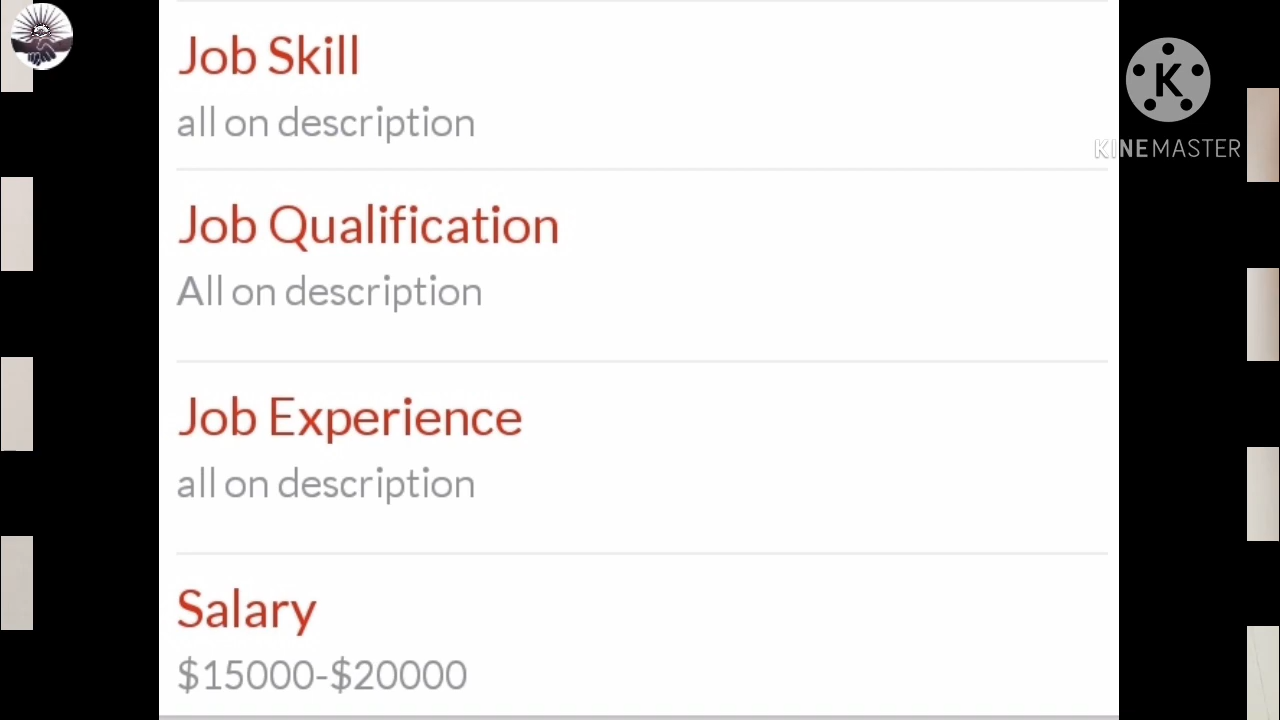 Job Skill
all on description
K
KINEMASTER
Job Qualification
All on description
Job Experience
all on description
Salary
$15000-$20000